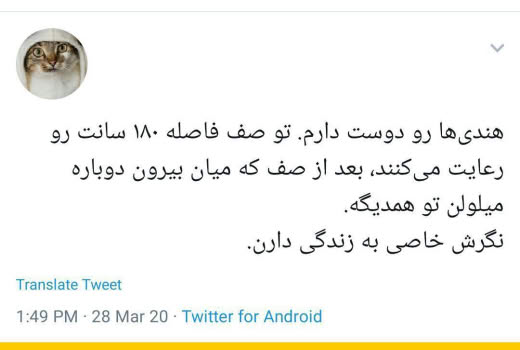 هندی‌ها رو دوست دارم. تو صف فاصله ۱۸۰ سانت رو
رعایت می‌کنند، بعد از صف که میان بیرون دوباره
میلولن تو همدیگه.
نگرش خاصی به زندگی دارن.
Translate Tweet
1:49 PM · 28 Mar 20 · Twitter for Android